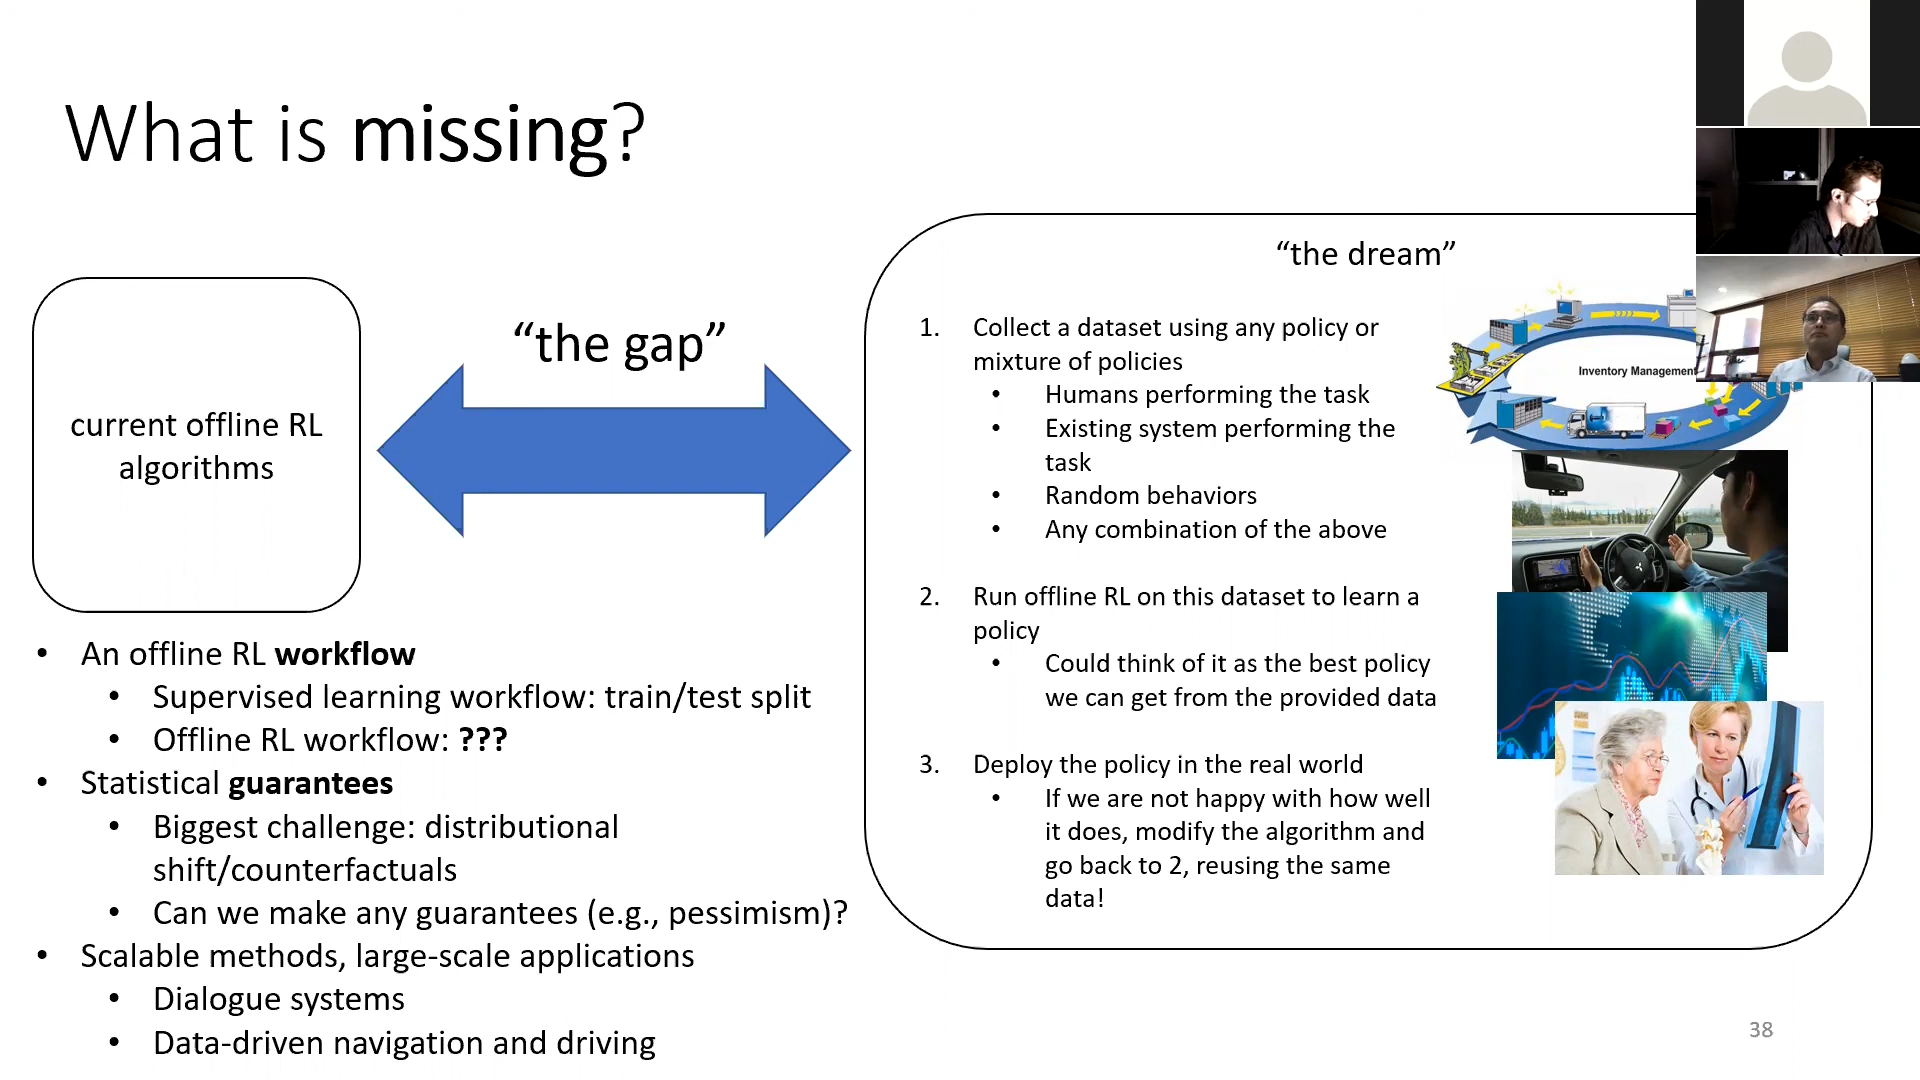 What is missing?
current offline RL
algorithms
“the gap”
• An offline RL workflow
• Supervised learning workflow: train/test split
• Offline RL workflow: ???
• Statistical guarantees
• Biggest challenge: distributional
shift/counterfactuals
• Can we make any guarantees (e.g., pessimism)?
• Scalable methods, large-scale applications
• Dialogue systems
• Data-driven navigation and driving
“the dream”
1. Collect a dataset using any policy or
mixture of policies
• Humans performing the task
• Existing system performing the
task
• Random behaviors
• Any combination of the above
2. Run offline RL on this dataset to learn a
policy
• Could think of it as the best policy
we can get from the provided data
3. Deploy the policy in the real world
• If we are not happy with how well
it does, modify the algorithm and
go back to 2, reusing the same
data!
Inventory Management
38